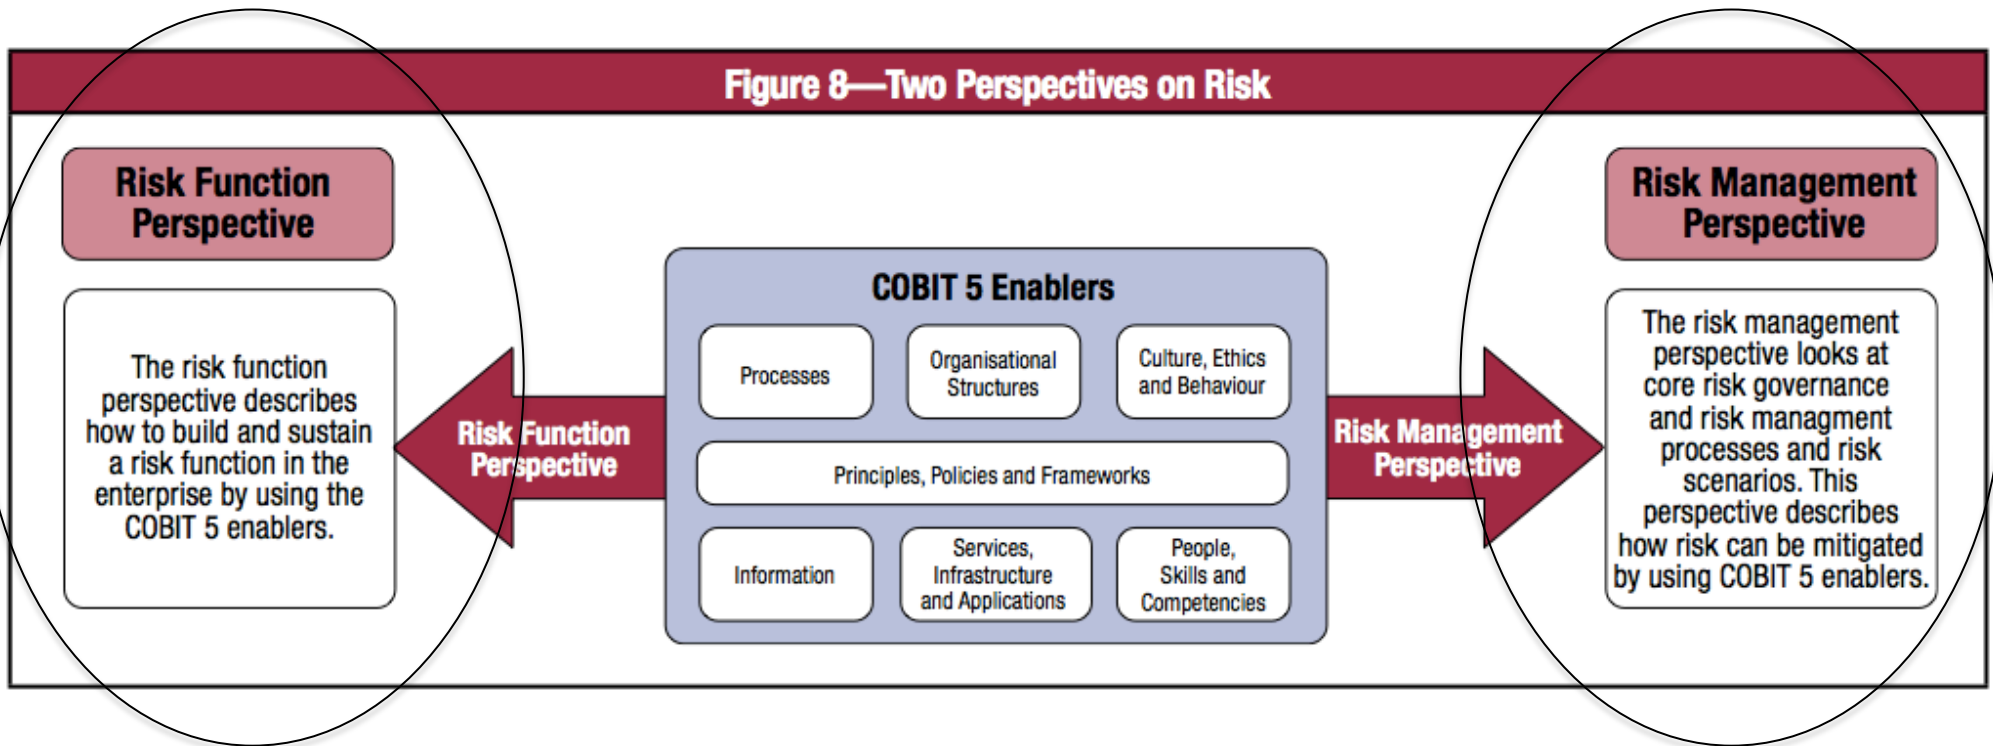 Figure 8—Two Perspectives on Risk
Risk Function
Perspective
The risk function
perspective describes
how to build and sustain
a risk function in the
enterprise by using the
COBIT 5 enablers.
Risk Function
Perspective
COBIT 5 Enablers
Processes
Organisational
Structures
Culture, Ethics
and Behaviour
Principles, Policies and Frameworks
Information
Services,
Infrastructure
and Applications
People,
Skills and
Competencies
Risk Management
Perspective
Risk Management
Perspective
The risk management
perspective looks at
core risk governance
and risk managment
processes and risk
scenarios. This
perspective describes
how risk can be mitigated
by using COBIT 5 enablers.